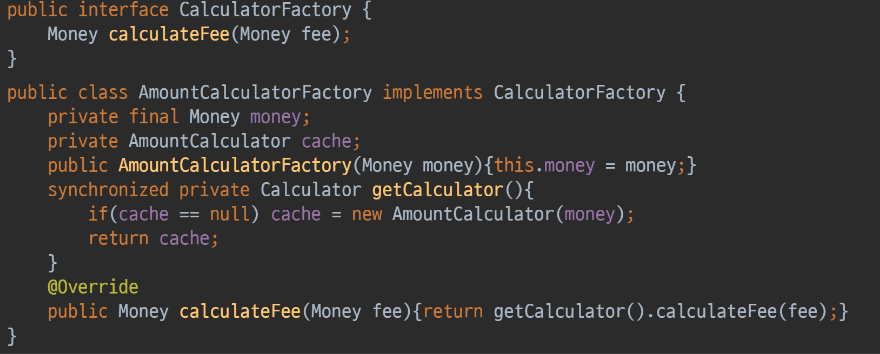 public interface CalculatorFactory {
    Money calculateFee(Money fee);
}
public class AmountCalculatorFactory implements CalculatorFactory {
    private final Money money;
    private AmountCalculator cache;
    public AmountCalculatorFactory(Money money){this.money = money;}
    synchronized private Calculator getCalculator(){
        if(cache == null) cache = new AmountCalculator(money);
        return cache;
    }
    @Override
    public Money calculateFee(Money fee){return getCalculator().calculateFee(fee);}
}